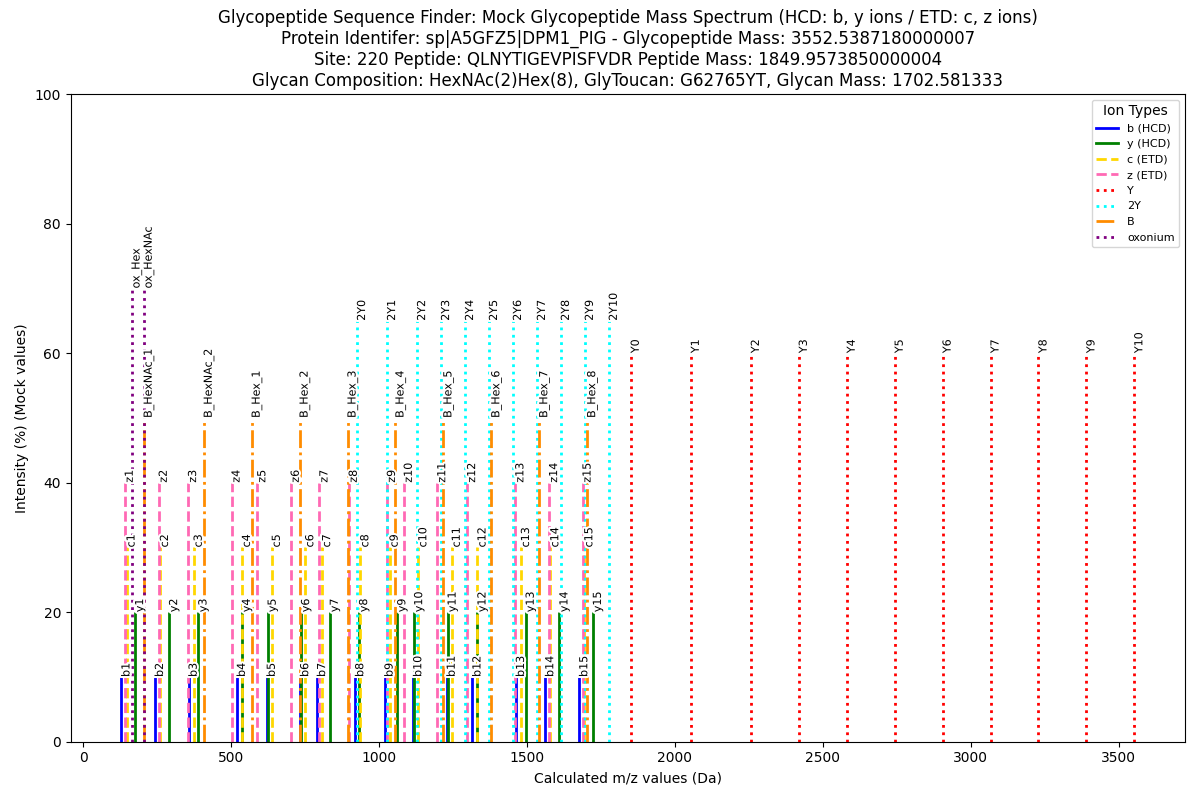 Glycopeptide Sequence Finder: Mock Glycopeptide Mass Spectrum (HCD: b, y ions / ETD: c, z ions)
Protein Identifer: sp|A5GFZ5|DPM1_PIG - Glycopeptide Mass: 3552.5387180000007
Site: 220 Peptide: QLNYTIGEVPISFVDR Peptide Mass: 1849.9573850000004
Glycan Composition: HexNAc(2)Hex(8), GlyToucan: G62765YT, Glycan Mass: 1702.581333
Intensity (%) (Mock values)
100
80
60
40
20
0
Ion Types
b (HCD)
y (HCD)
c (ETD)
z (ETD)
Y
2Y
B
oxonium
ox_Hex
ox_HexNAc
2Y0
2Y1
2Y2
2Y3
2Y4
2Y5
2Y6
2Y7
2Y8
2Y9
2Y10
Y0
Y1
Y2
Y3
Y4
Y5
Y6
Y7
Y8
Y9
Y10
B_HexNAc_1
B_HexNAc_2
B_Hex_1
B_Hex_2
B_Hex_3
B_Hex_4
B_Hex_5
B_Hex_6
B_Hex_7
B_Hex_8
z1
z2
z3
z4
z5
z6
z7
z8
z9
z10
z11
z12
z13
z14
z15
c1
c2
c3
c4
c5
c6
c7
c8
c9
c10
c11
c12
c13
c14
c15
y1
y2
y3
y4
y5
y6
y7
y8
y9
y10
y11
y12
y13
y14
y15
b1
b2
b3
b4
b5
b6
b7
b8
b9
b10
b11
b12
b13
b14
b15
0
500
1000
1500
2000
2500
3000
3500
Calculated m/z values (Da)